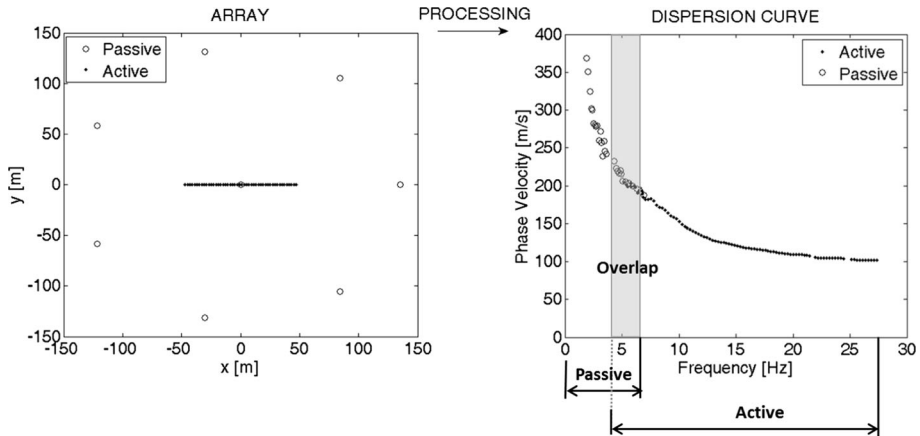 ARRAY
PROCESSING
DISPERSION CURVE
Passive
Active
150
100
50
0
-50
-100
-150
y [m]
-150
-100
-50
0
50
100
150
x [m]
Active
Passive
400
350
300
250
200
150
100
50
0
Phase Velocity [m/s]
Overlap
0
5
10
15
20
25
30
Frequency [Hz]
Passive
Active